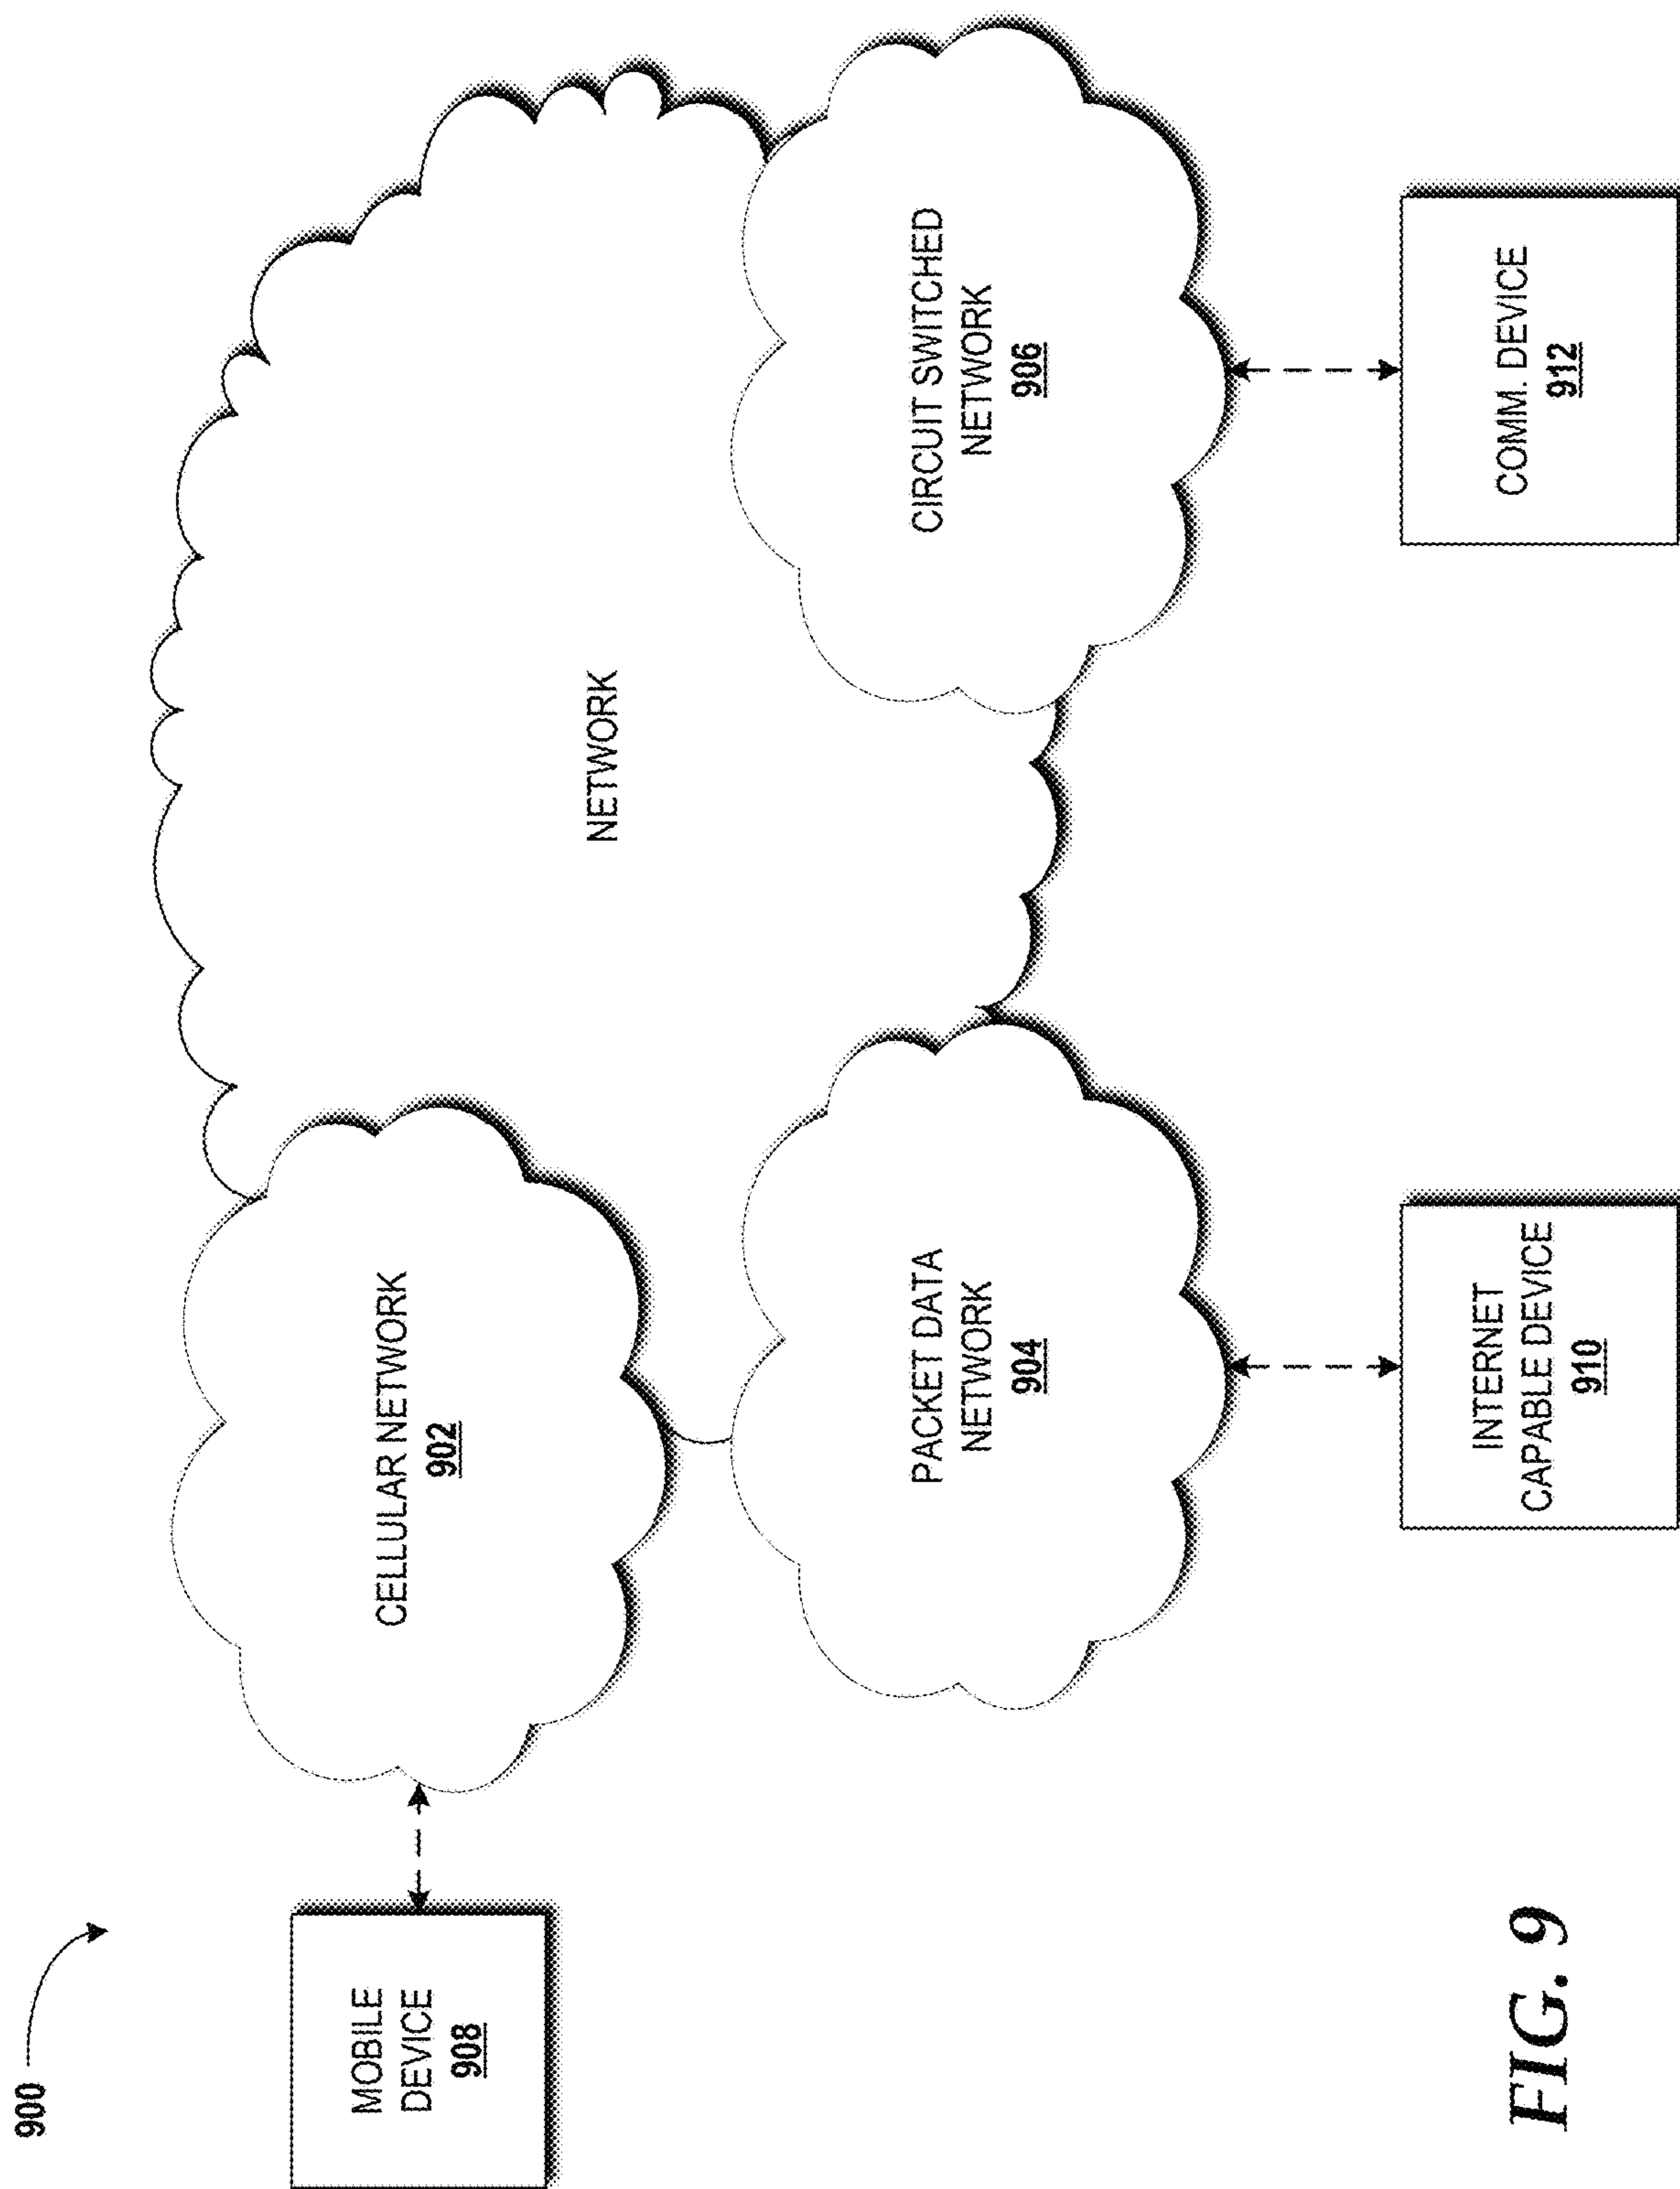 900
MOBILE
DEVICE
908
CELLULAR NETWORK
902
NETWORK
PACKET DATA
NETWORK
904
CIRCUIT SWITCHED
NETWORK
906
INTERNET
CAPABLE DEVICE
910
COMM. DEVICE
912
FIG. 9